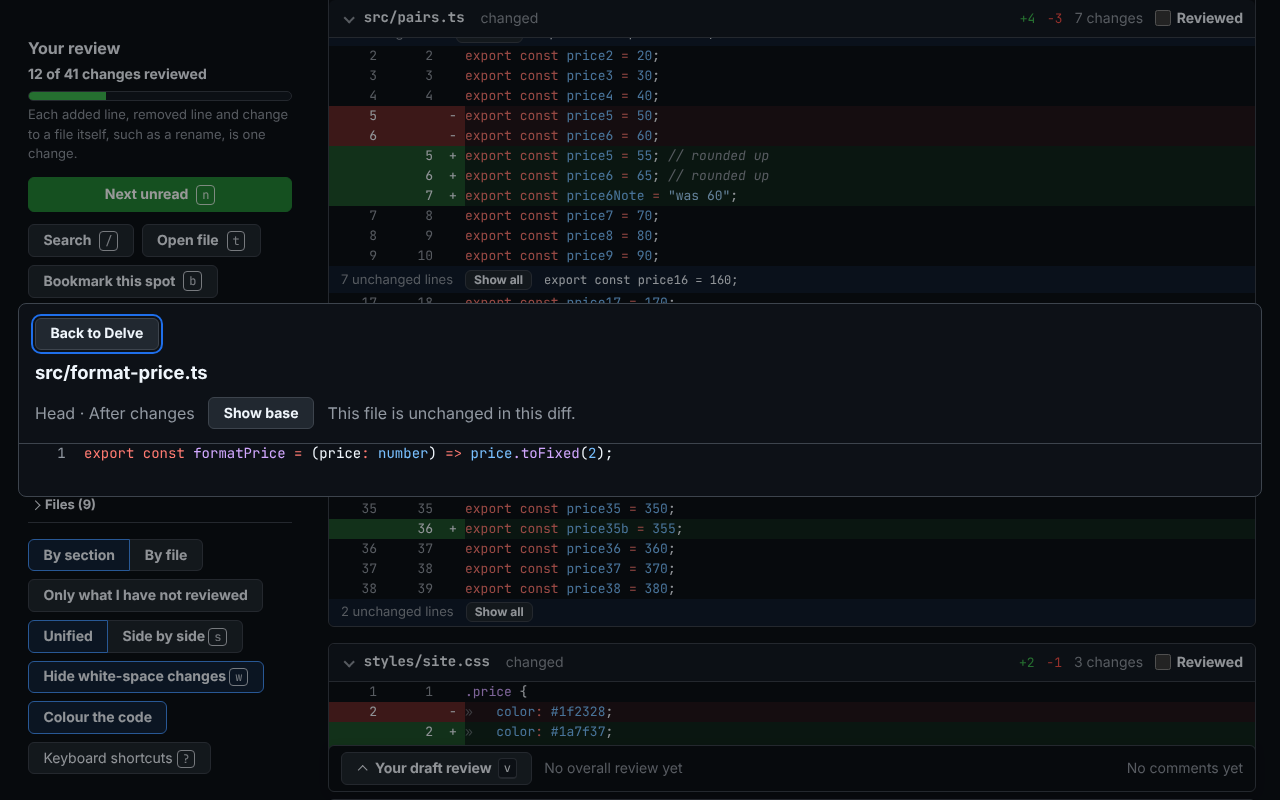 Your review
12 of 41 changes reviewed
Each added line, removed line and change
to a file itself, such as a rename, is one
change.
Next unread n
Search /
Open file t
Bookmark this spot b
src/pairs.ts changed +4 -3 7 changes Reviewed
2 2 export const price2 = 20;
3 3 export const price3 = 30;
4 4 export const price4 = 40;
5 - export const price5 = 50;
6 - export const price6 = 60;
5 + export const price5 = 55; // rounded up
6 + export const price6 = 65; // rounded up
7 + export const price6Note = "was 60";
7 8 export const price7 = 70;
8 9 export const price8 = 80;
9 10 export const price9 = 90;
7 unchanged lines Show all export const price16 = 160;
17 18 export const price17 = 170;
Back to Delve
src/format-price.ts
Head · After changes Show base This file is unchanged in this diff.
1 export const formatPrice = (price: number) => price.toFixed(2);
Files (9)
By section By file
Only what I have not reviewed
Unified Side by side s
Hide white-space changes w
Colour the code
Keyboard shortcuts ?
35 35 export const price35 = 350;
36 + export const price35b = 355;
36 37 export const price36 = 360;
37 38 export const price37 = 370;
38 39 export const price38 = 380;
2 unchanged lines Show all
styles/site.css changed +2 -1 3 changes Reviewed
1 1 .price {
2 - » color: #1f2328;
2 + » color: #1a7f37;
Your draft review v No overall review yet No comments yet